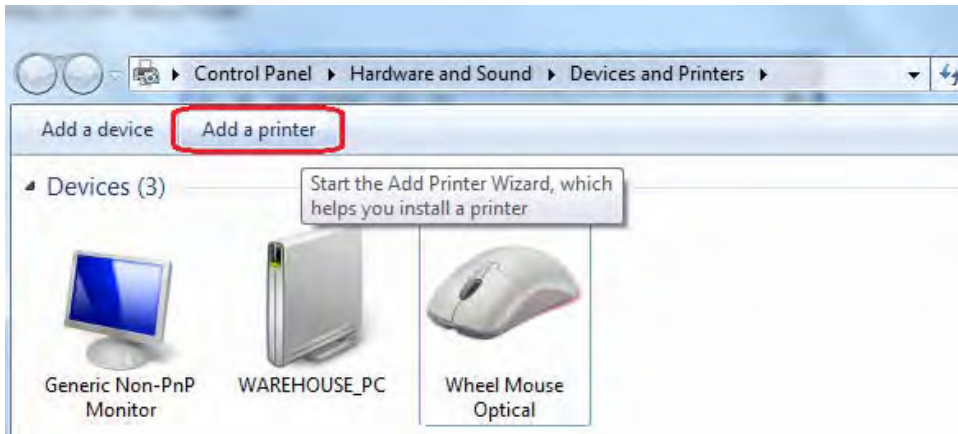 Control Panel ▸ Hardware and Sound ▸ Devices and Printers ▸
Add a device Add a printer
Devices (3)
Start the Add Printer Wizard, which
helps you install a printer
Generic Non-PnP
Monitor
WAREHOUSE_PC
Wheel Mouse
Optical